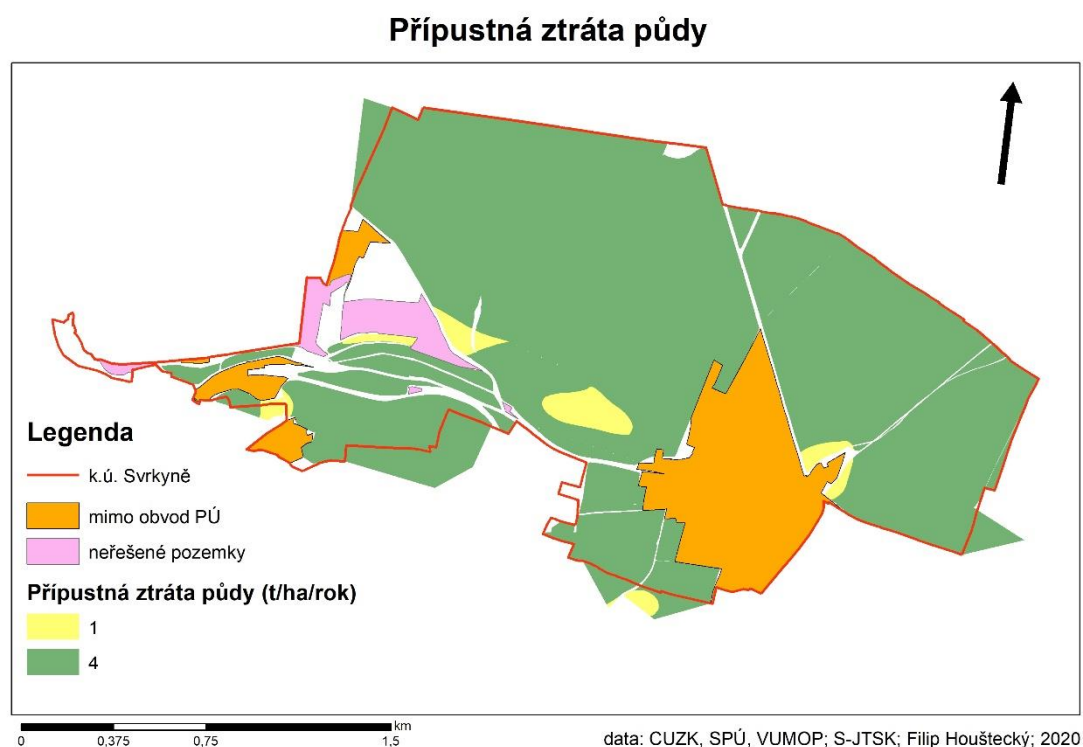 Přípustná ztráta půdy
Legenda
k.ú. Svrkyně
mimo obvod PÚ
neřešené pozemky
Přípustná ztráta půdy (t/ha/rok)
1
4
km
0 0,375 0,75 1,5
data: CUZK, SPÚ, VUMOP; S-JTSK; Filip Houštecký; 2020